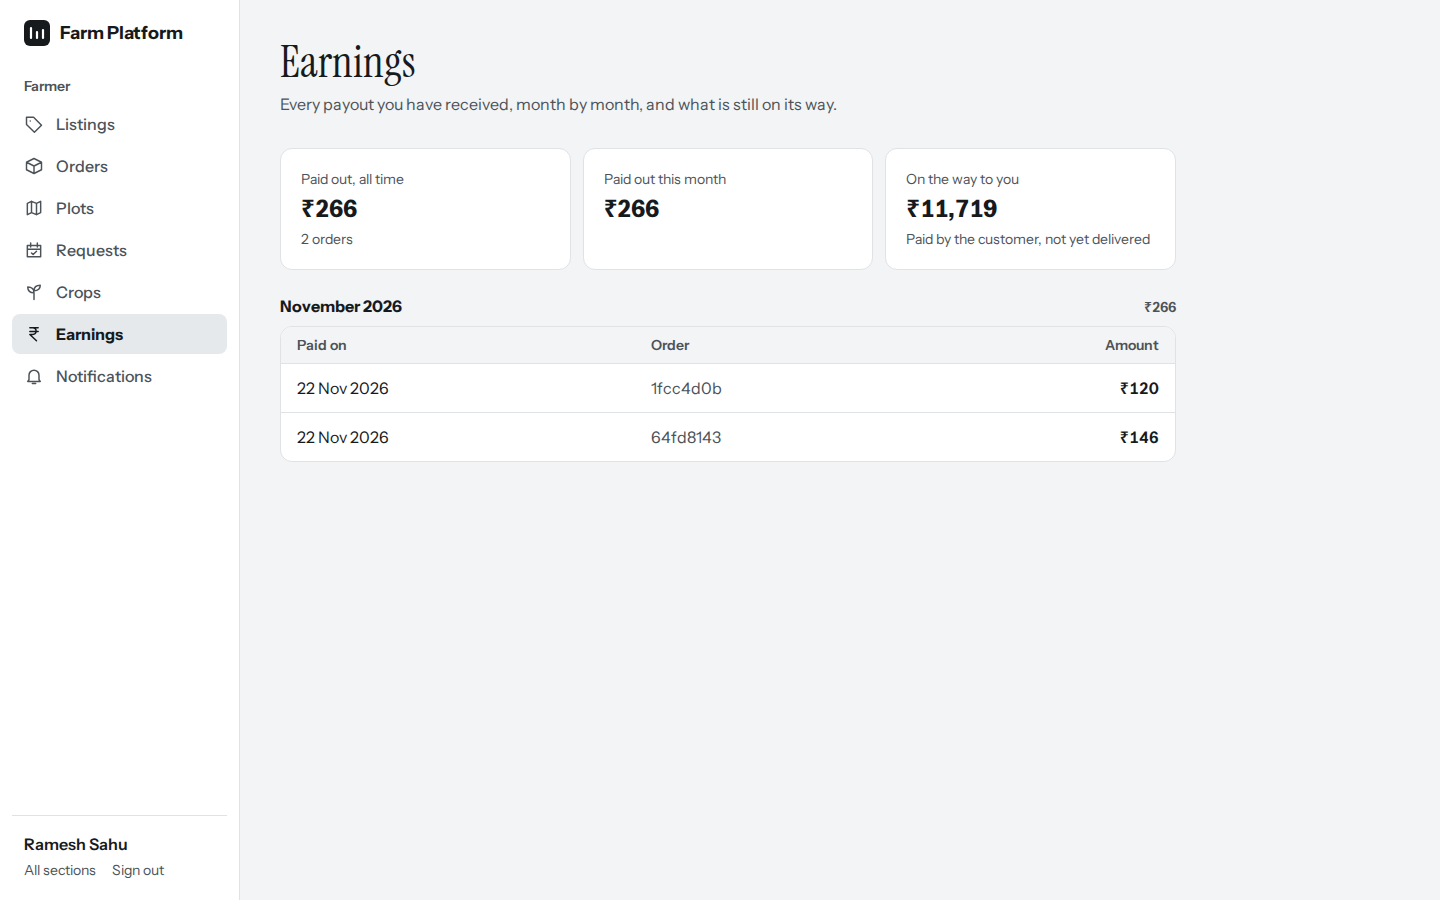 Farm Platform
Farmer
Listings
Orders
Plots
Requests
Crops
Earnings
Notifications
Ramesh Sahu
All sections Sign out
Earnings
Every payout you have received, month by month, and what is still on its way.
Paid out, all time
₹266
2 orders
Paid out this month
₹266
On the way to you
₹11,719
Paid by the customer, not yet delivered
November 2026 ₹266
Paid on Order Amount
22 Nov 2026 1fcc4d0b ₹120
22 Nov 2026 64fd8143 ₹146